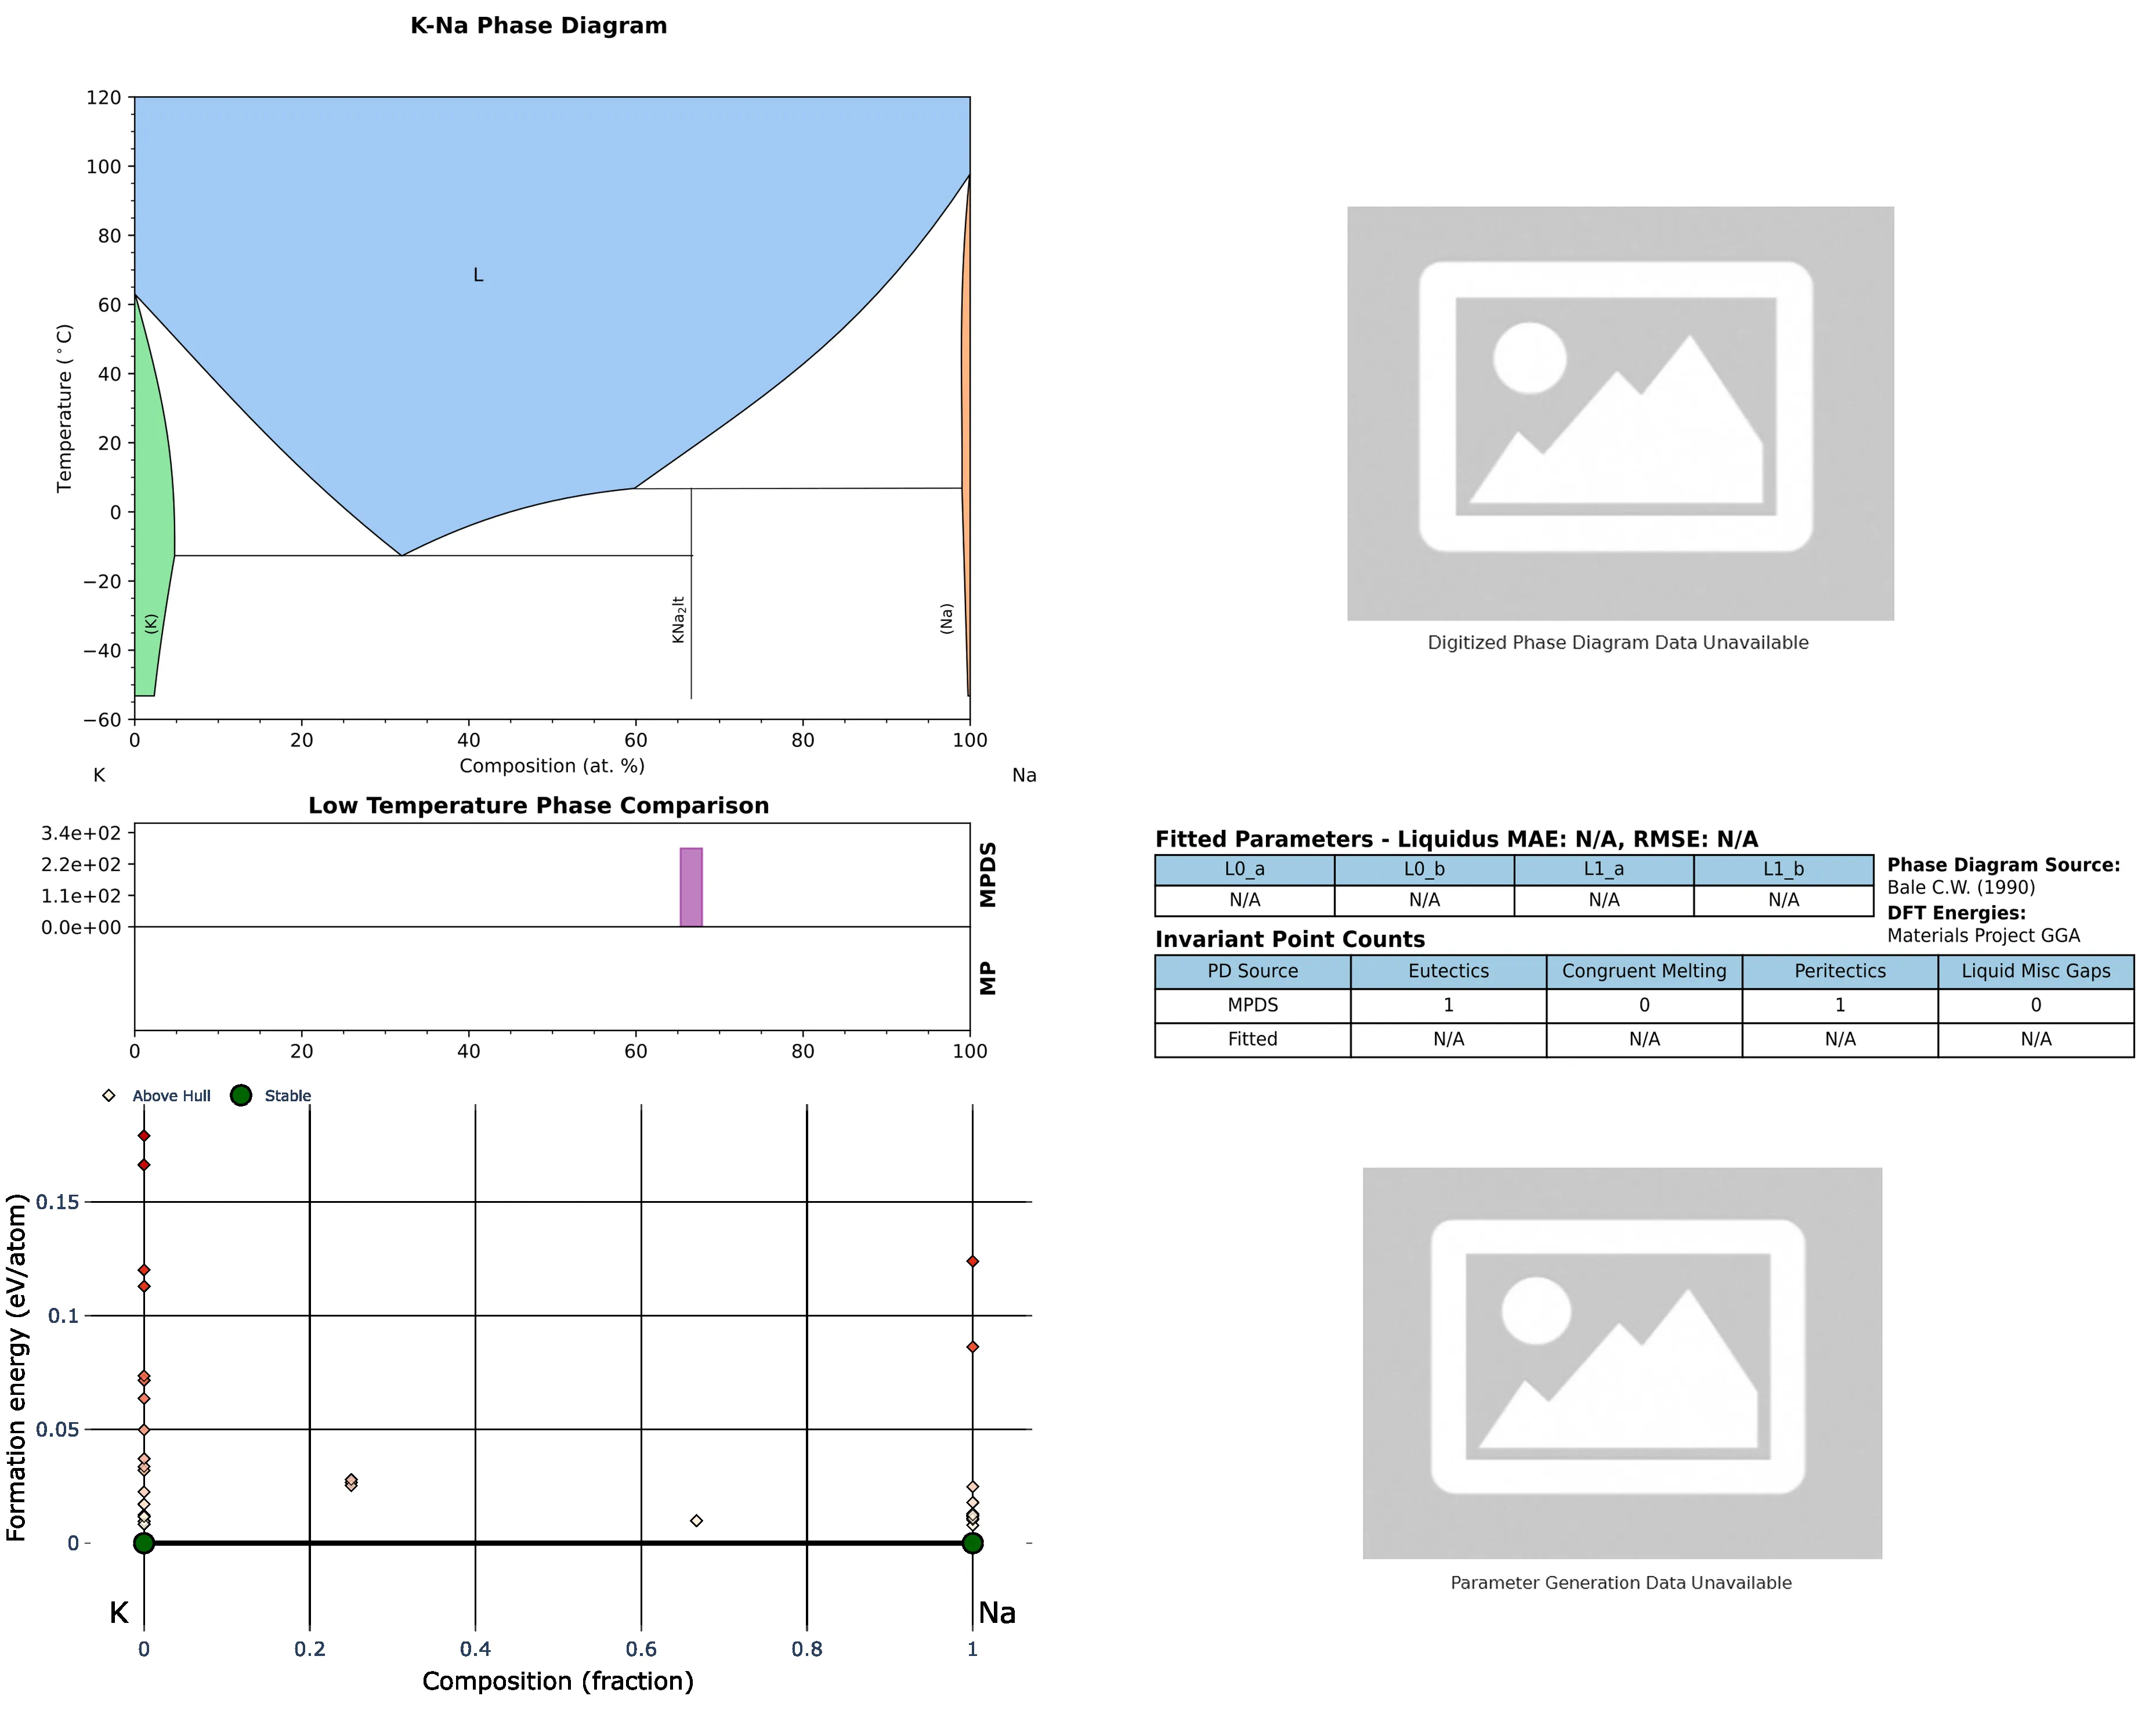 K-Na Phase Diagram
120
100
80
60
40
20
0
−20
−40
−60
Temperature (°C)
L
(K)
KNa₂lt
(Na)
0 20 40 60 80 100
Composition (at. %)
K Na
Low Temperature Phase Comparison
3.4e+02
2.2e+02
1.1e+02
0.0e+00
MPDS
MP
0 20 40 60 80 100
Above Hull Stable
0.15
0.1
0.05
0
Formation energy (eV/atom)
K Na
0 0.2 0.4 0.6 0.8 1
Composition (fraction)
Digitized Phase Diagram Data Unavailable
Fitted Parameters - Liquidus MAE: N/A, RMSE: N/A
L0_a L0_b L1_a L1_b
N/A N/A N/A N/A
Phase Diagram Source:
Bale C.W. (1990)
DFT Energies:
Materials Project GGA
Invariant Point Counts
PD Source Eutectics Congruent Melting Peritectics Liquid Misc Gaps
MPDS 1 0 1 0
Fitted N/A N/A N/A N/A
Parameter Generation Data Unavailable